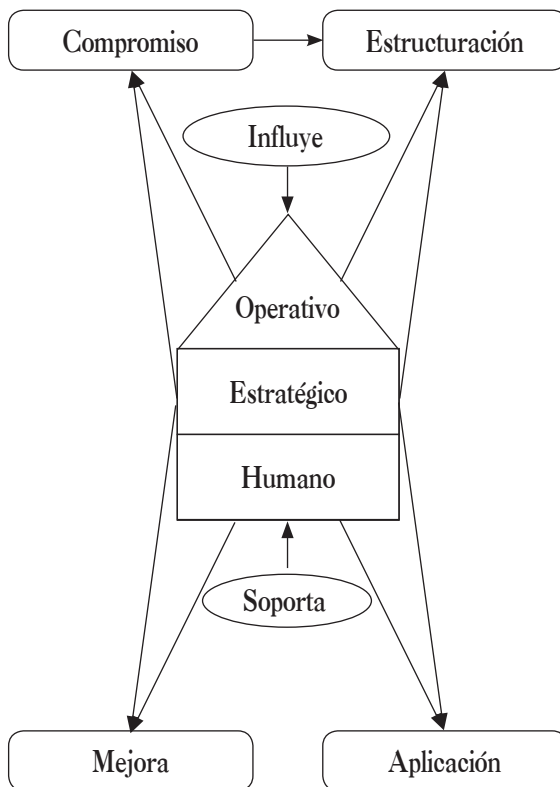 Compromiso
Estructuración
Influye
Operativo
Estratégico
Humano
Soporta
Mejora
Aplicación